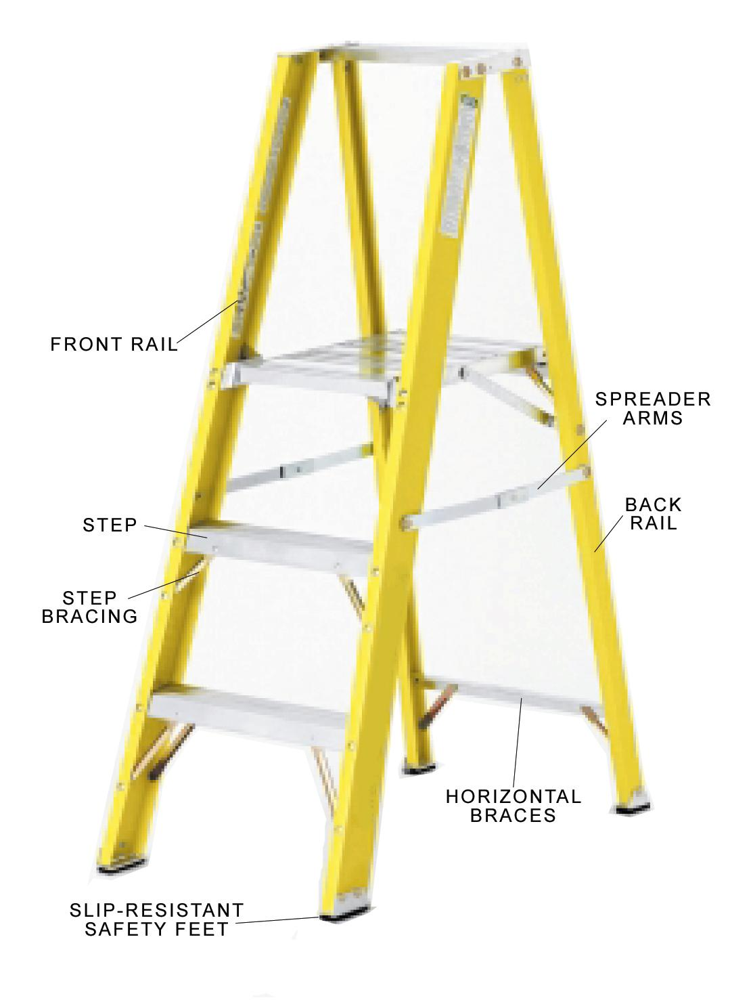 FRONT RAIL
SPREADER
ARMS
BACK
RAIL
STEP
STEP
BRACING
HORIZONTAL
BRACES
SLIP-RESISTANT
SAFETY FEET